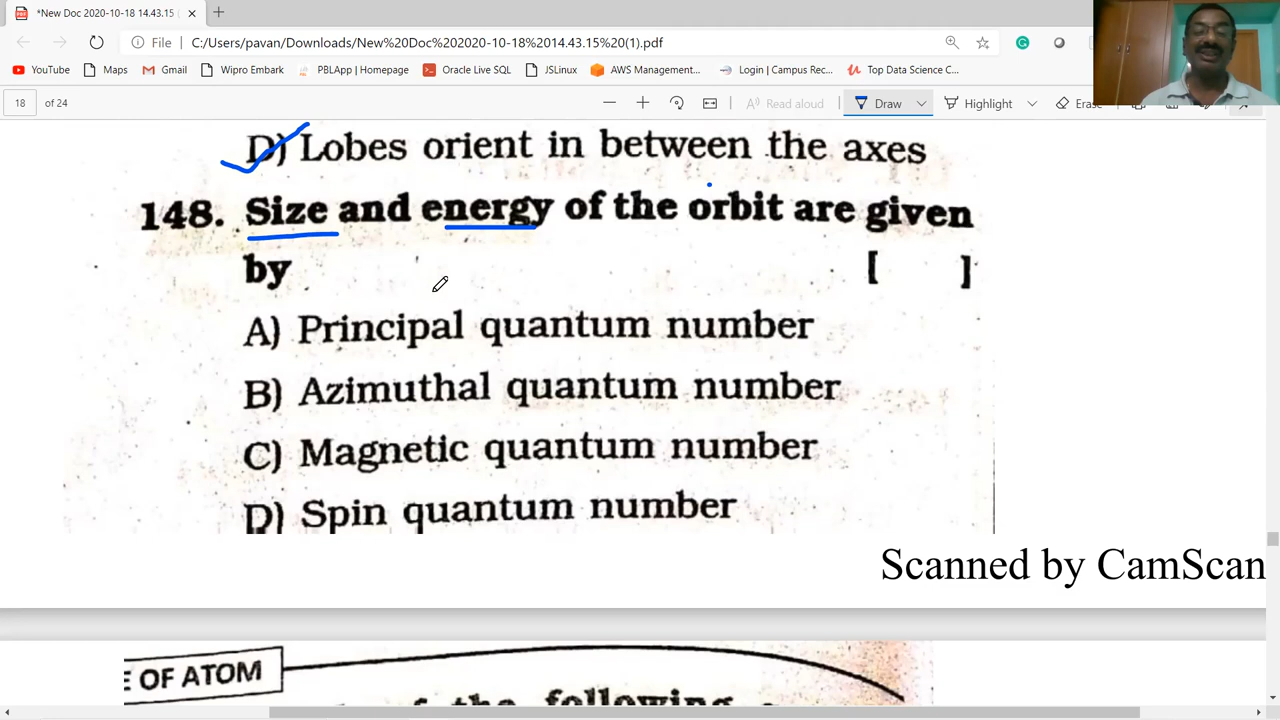 *New Doc 2020-10-18 14.43.15 (
File C:/Users/pavan/Downloads/New%20Doc%202020-10-18%2014.43.15%20(1).pdf
YouTube Maps Gmail Wipro Embark PBLApp | Homepage Oracle Live SQL JSLinux AWS Management... Login | Campus Rec... Top Data Science C...
18 of 24 Read aloud Draw Highlight Erase
D) Lobes orient in between the axes
148. Size and energy of the orbit are given
by [ ]
A) Principal quantum number
B) Azimuthal quantum number
C) Magnetic quantum number
D) Spin quantum number
Scanned by CamScan
E OF ATOM
of the following